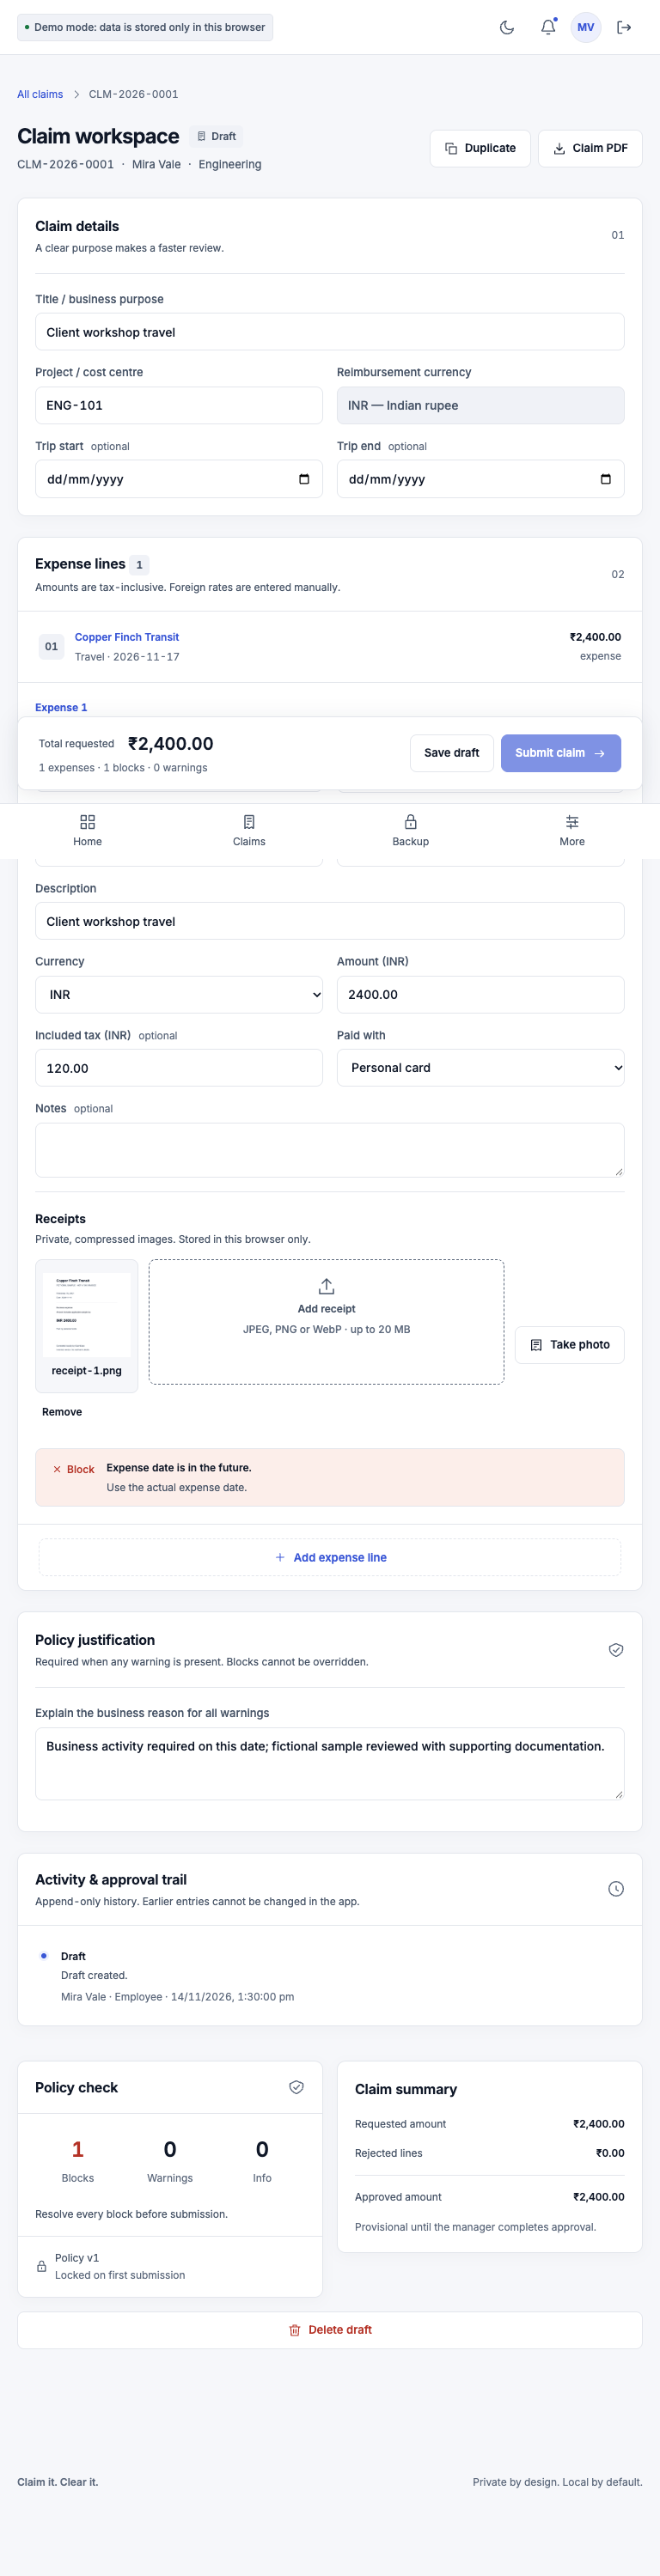 Demo mode: data is stored only in this browser
MV
All claims > CLM-2026-0001
Claim workspace
Draft
CLM-2026-0001 · Mira Vale · Engineering
Duplicate
Claim PDF
Claim details
A clear purpose makes a faster review.
01
Title / business purpose
Client workshop travel
Project / cost centre
Reimbursement currency
ENG-101
INR — Indian rupee
Trip start optional
Trip end optional
dd/mm/yyyy
dd/mm/yyyy
Expense lines 1
Amounts are tax-inclusive. Foreign rates are entered manually.
02
01
Copper Finch Transit
₹2,400.00
Travel · 2026-11-17
expense
Expense 1
Total requested ₹2,400.00
1 expenses · 1 blocks · 0 warnings
Save draft
Submit claim →
Home
Claims
Backup
More
Description
Client workshop travel
Currency
Amount (INR)
INR
2400.00
Included tax (INR) optional
Paid with
120.00
Personal card
Notes optional
Receipts
Private, compressed images. Stored in this browser only.
Copper Finch Transit
INR 2400.00
receipt-1.png
Add receipt
JPEG, PNG or WebP · up to 20 MB
Take photo
Remove
× Block
Expense date is in the future.
Use the actual expense date.
+ Add expense line
Policy justification
Required when any warning is present. Blocks cannot be overridden.
Explain the business reason for all warnings
Business activity required on this date; fictional sample reviewed with supporting documentation.
Activity & approval trail
Append-only history. Earlier entries cannot be changed in the app.
Draft
Draft created.
Mira Vale · Employee · 14/11/2026, 1:30:00 pm
Policy check
1
0
0
Blocks
Warnings
Info
Resolve every block before submission.
Policy v1
Locked on first submission
Claim summary
Requested amount ₹2,400.00
Rejected lines ₹0.00
Approved amount ₹2,400.00
Provisional until the manager completes approval.
Delete draft
Claim it. Clear it.
Private by design. Local by default.